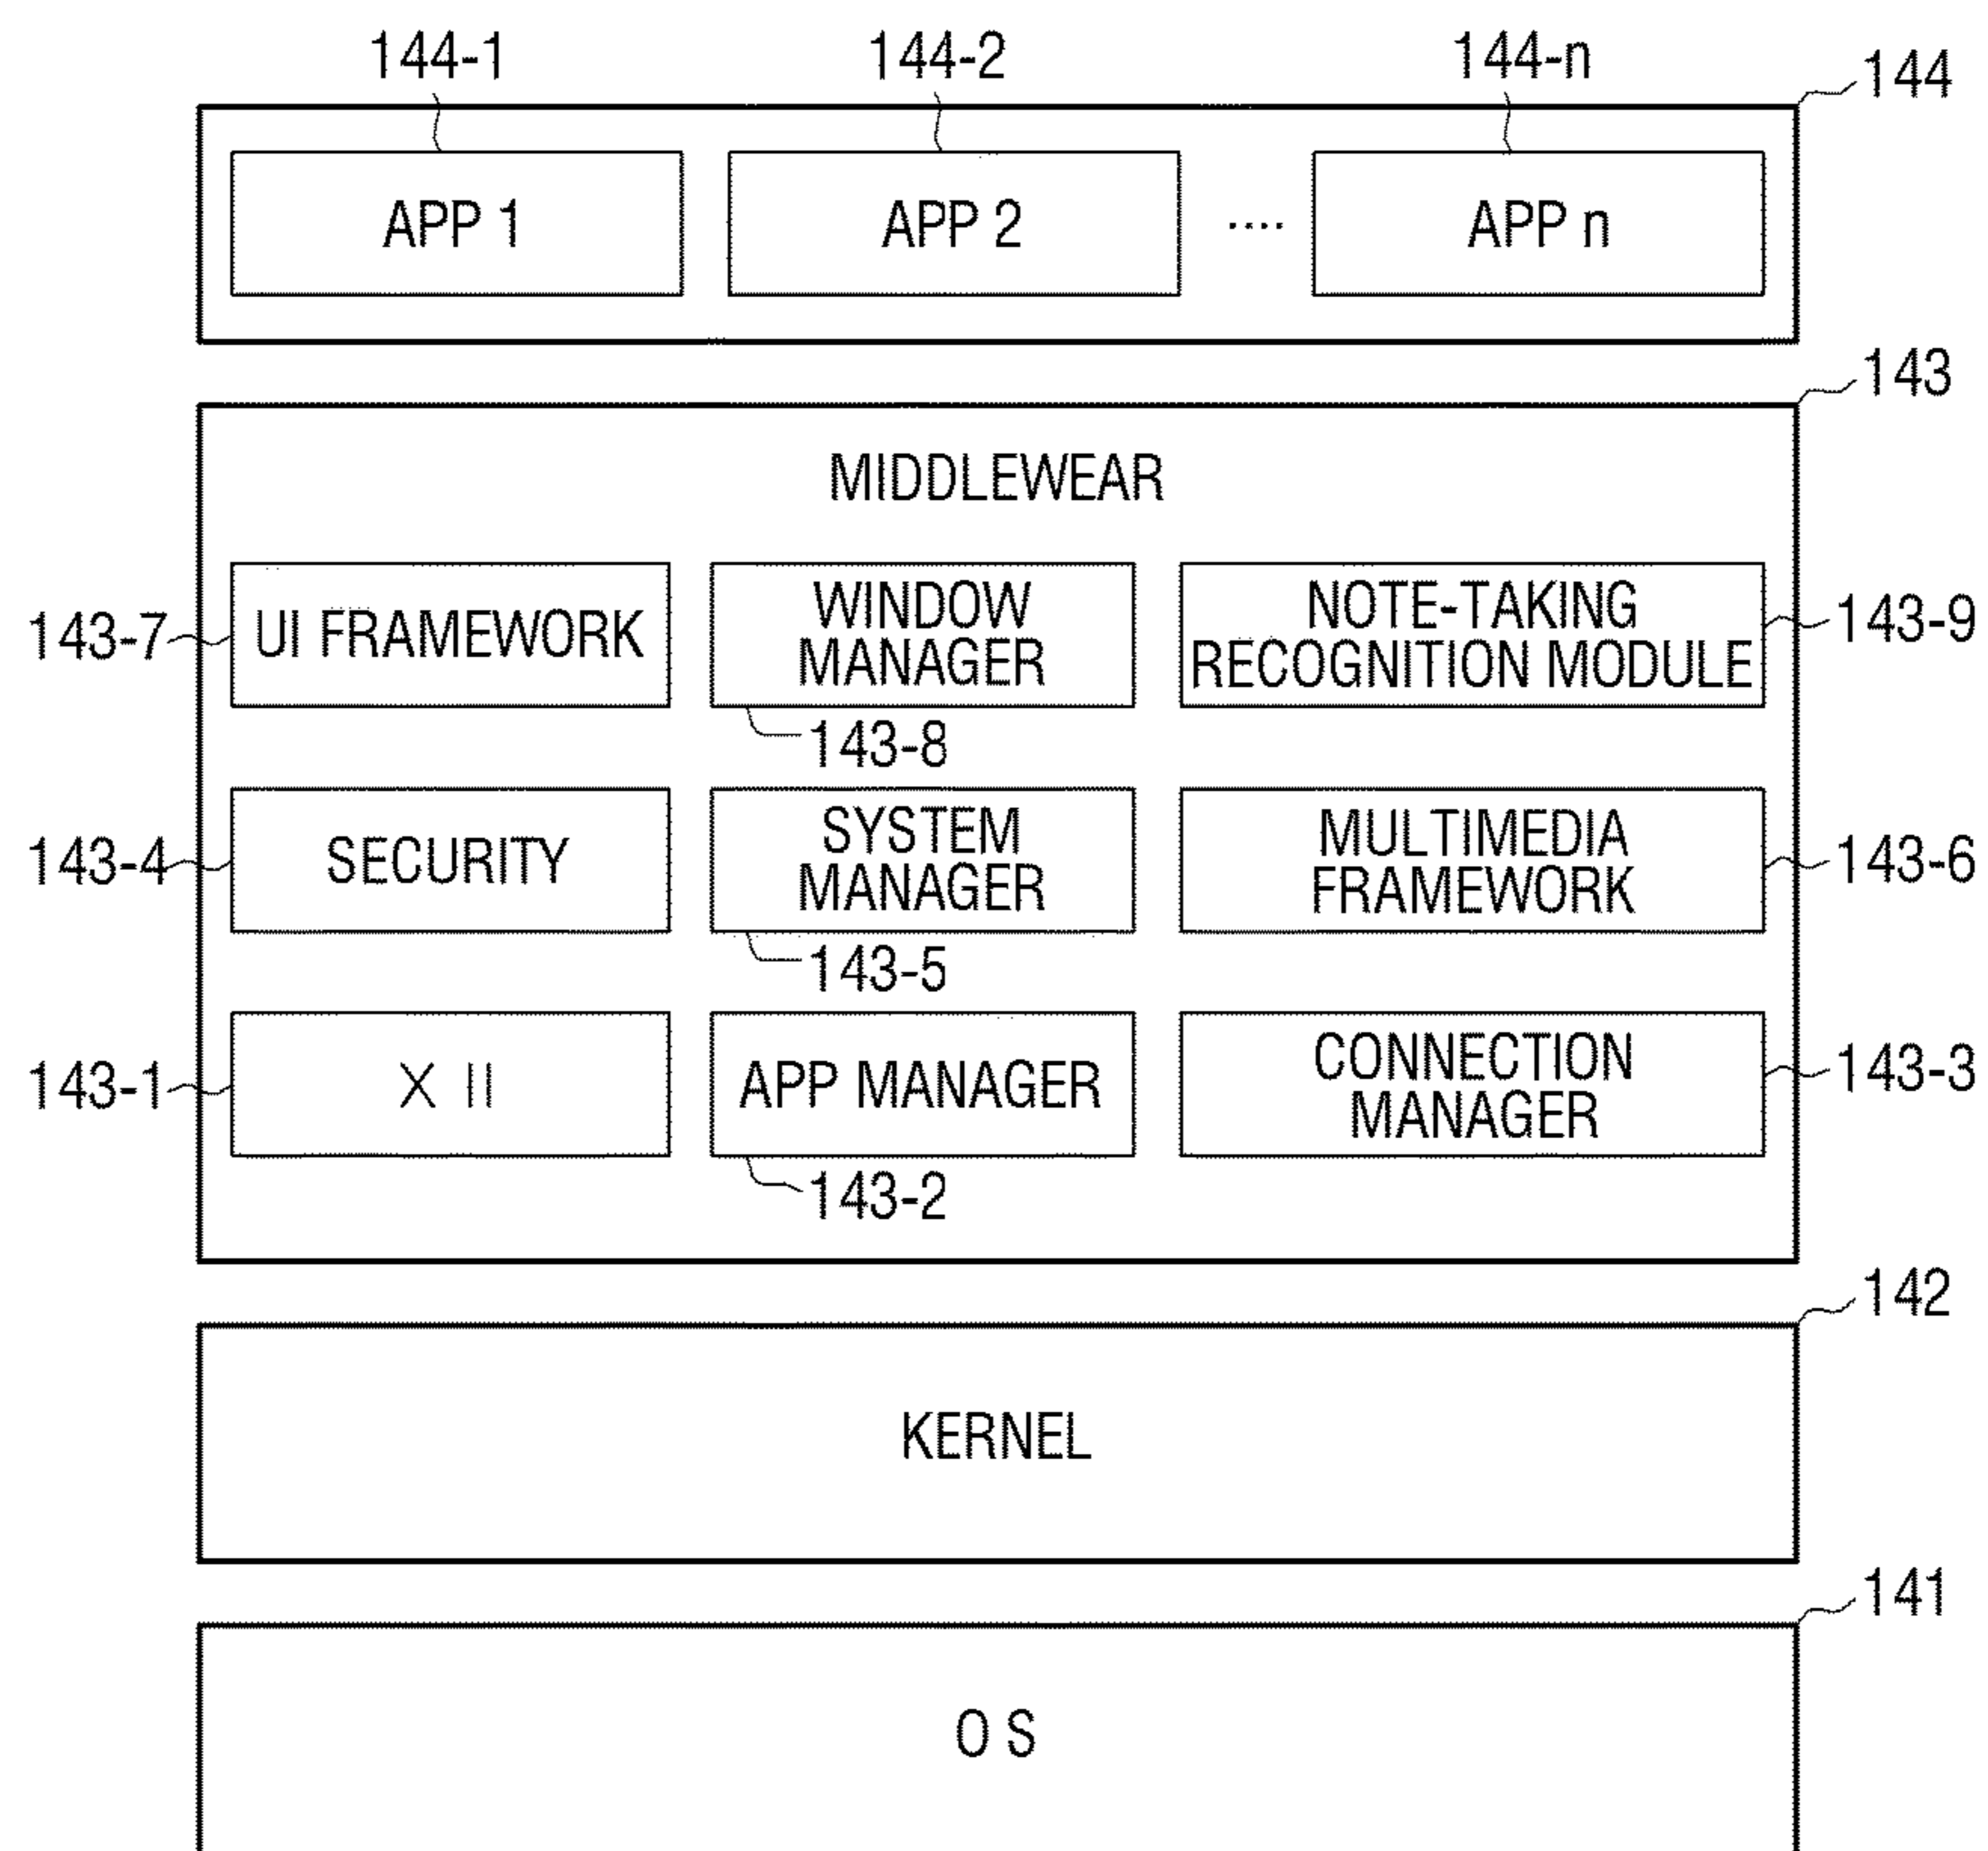 144-1 144-2 144-n 144
APP 1 APP 2 .... APP n
143
MIDDLEWEAR
143-7 UI FRAMEWORK WINDOW MANAGER NOTE-TAKING RECOGNITION MODULE 143-9
143-8
143-4 SECURITY SYSTEM MANAGER MULTIMEDIA FRAMEWORK 143-6
143-5
143-1 X II APP MANAGER CONNECTION MANAGER 143-3
143-2
142
KERNEL
141
O S